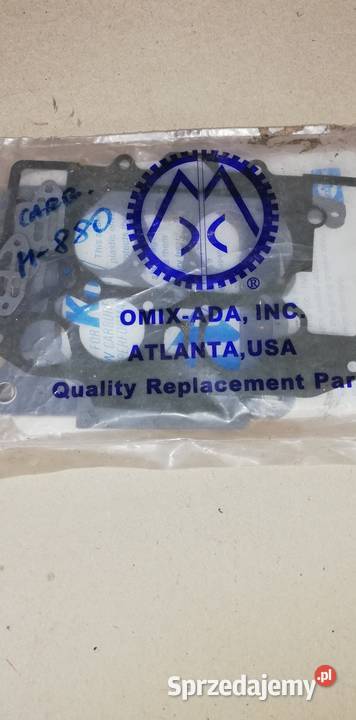 CARB.
M-880
®
OMIX-ADA, INC.
ATLANTA, USA
Quality Replacement Par
Sprzedajemy.pl